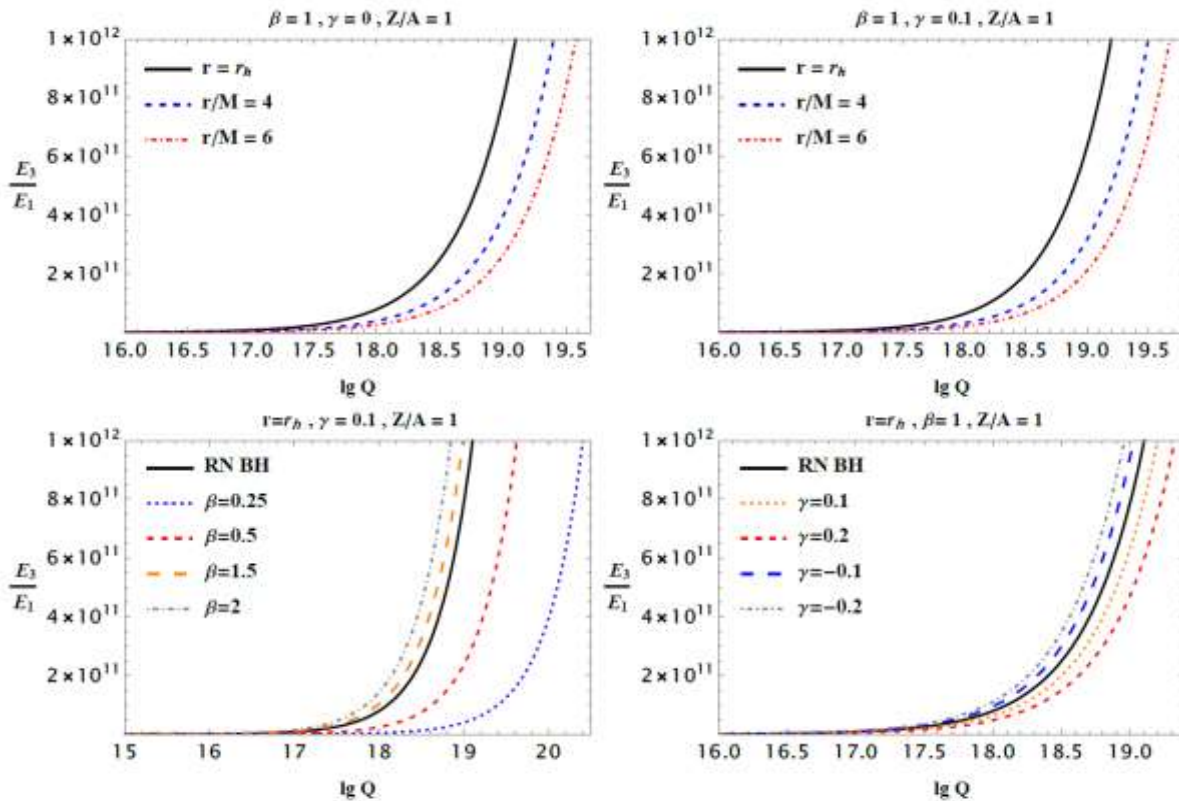 β = 1 , γ = 0 , Z/A = 1
1 × 10¹²
8 × 10¹¹
6 × 10¹¹
4 × 10¹¹
2 × 10¹¹
E₃
E₁
r = rₕ
r/M = 4
r/M = 6
16.0 16.5 17.0 17.5 18.0 18.5 19.0 19.5
lg Q
β = 1 , γ = 0.1 , Z/A = 1
1 × 10¹²
8 × 10¹¹
6 × 10¹¹
4 × 10¹¹
2 × 10¹¹
E₃
E₁
r = rₕ
r/M = 4
r/M = 6
16.0 16.5 17.0 17.5 18.0 18.5 19.0 19.5
lg Q
r=rₕ , γ = 0.1 , Z/A = 1
1 × 10¹²
8 × 10¹¹
6 × 10¹¹
4 × 10¹¹
2 × 10¹¹
E₃
E₁
RN BH
β=0.25
β=0.5
β=1.5
β=2
15 16 17 18 19 20
lg Q
r=rₕ , β= 1 , Z/A = 1
1 × 10¹²
8 × 10¹¹
6 × 10¹¹
4 × 10¹¹
2 × 10¹¹
E₃
E₁
RN BH
γ=0.1
γ=0.2
γ=−0.1
γ=−0.2
16.0 16.5 17.0 17.5 18.0 18.5 19.0
lg Q